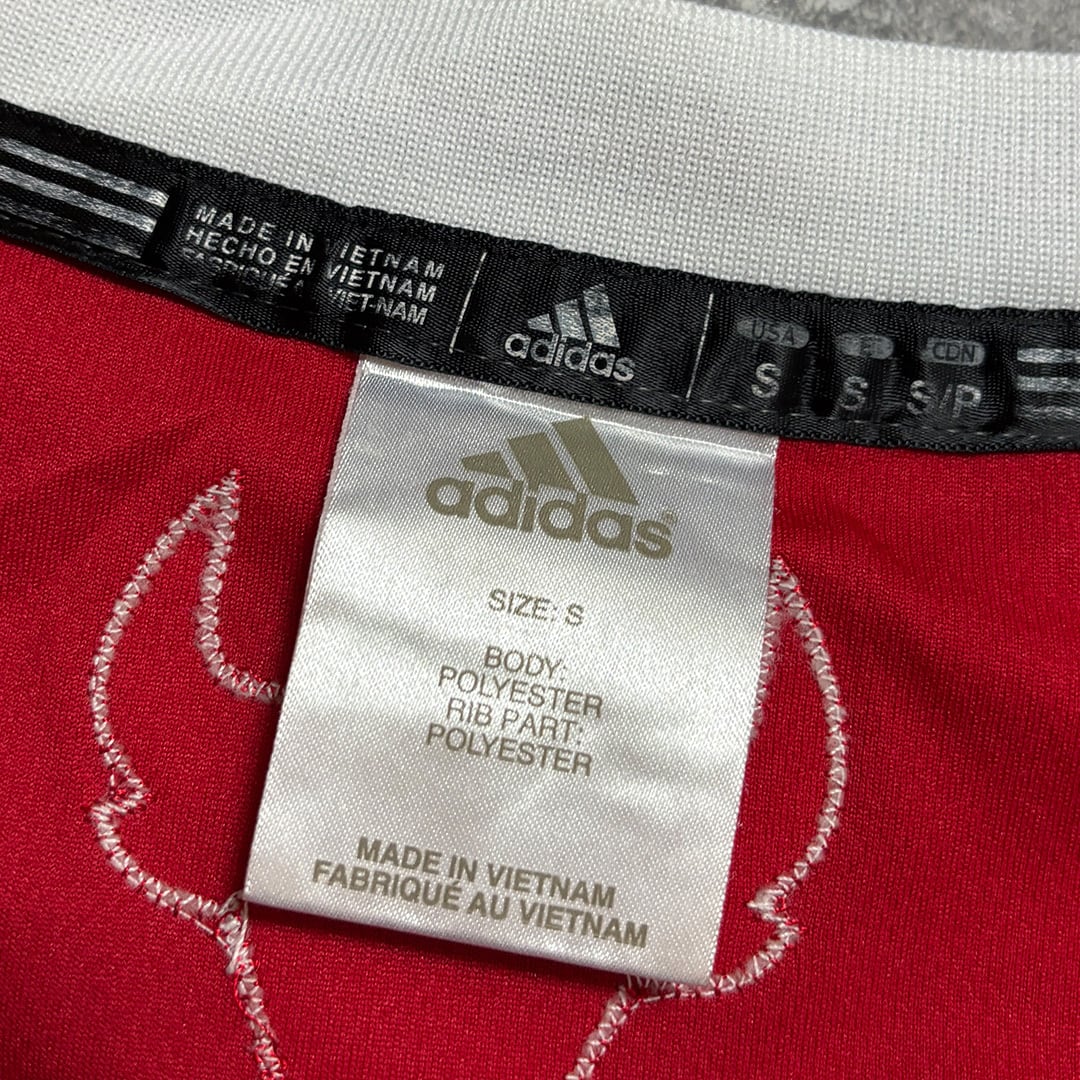 MADE IN VIETNAM
HECHO EN VIETNAM
VIET-NAM
adidas
USA
S
S
CDN
S/P
adidas®
SIZE: S
BODY:
POLYESTER
RIB PART:
POLYESTER
MADE IN VIETNAM
FABRIQUÉ AU VIETNAM